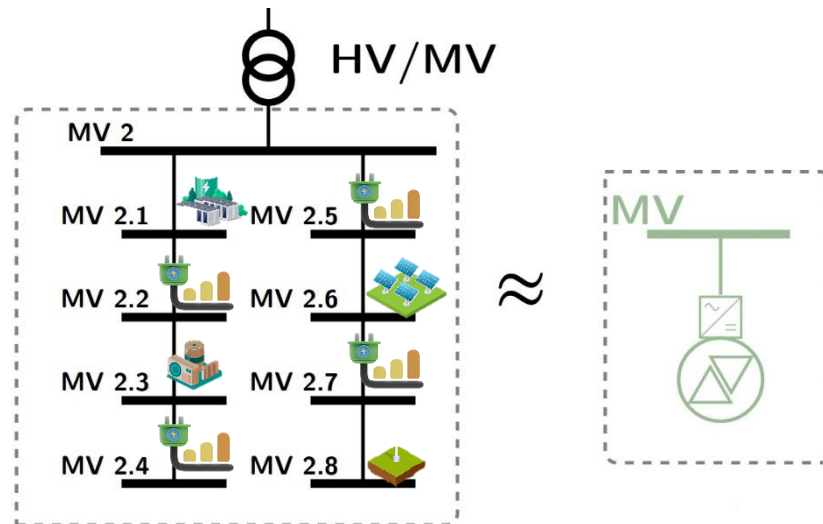 HV/MV
MV 2
MV 2.1
MV 2.5
MV 2.2
MV 2.6
MV 2.3
MV 2.7
MV 2.4
MV 2.8
≈
MV